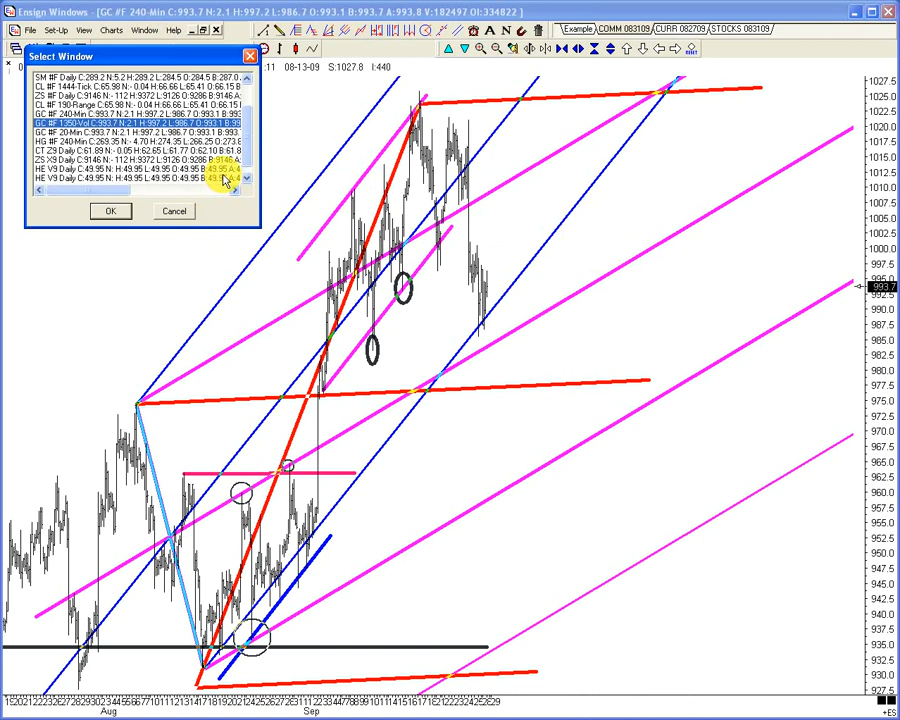 Ensign Windows - [GC #F 240-Min C:993.7 N:2.1 H:997.2 L:986.7 O:993.1 B:993.1 A:993.8 V:182497 OI:334822 ]
File Set-Up View Charts Window Help
Example COMM 083109 CURR 082709 STOCKS 083109
Select Window
.11 08-13-09 S:1027.8 I:440
SM #F Daily C:289.2 N:5.2 H:289.2 L:284.5 O:284.5 B:287.0
CL #F 1444-Tick C:65.98 N:- 0.04 H:66.66 L:65.41 O:66.15
ZS #F Daily C:9146 N:- 112 H:9372 L:9126 O:9286 B:9146
CL #F 190-Range C:65.98 N:- 0.04 H:66.66 L:65.41 O:66.15
GC #F 240-Min C:993.7 N:2.1 H:997.2 L:986.7 O:993.1 B:993
GC #F 1350-Vol C:993.7 N:2.1 H:997.2 L:986.7 O:993.1 B:99
GC #F 20-Min C:993.7 N:2.1 H:997.2 L:986.7 O:993.1 B:993.
HG #F 240-Min C:269.35 N:- 4.70 H:274.35 L:266.25 O:273.8
CT Z9 Daily C:61.89 N:- 0.05 H:62.65 L:61.77 O:62.10 B:61.8
ZS X9 Daily C:9146 N:- 112 H:9372 L:9126 O:9286 B:9146
HE V9 Daily C:49.95 N: H:49.95 L:49.95 O:49.95 B:49.95 A:4
HE V9 Daily C:49.95 N: H:49.95 L:49.95 O:49.95
OK Cancel
1027.5
1025.0
1022.5
1020.0
1017.5
1015.0
1012.5
1010.0
1007.5
1005.0
1002.5
1000.0
997.5
995.0
993.7
992.5
990.0
987.5
985.0
982.5
980.0
977.5
975.0
972.5
970.0
967.5
965.0
962.5
960.0
957.5
955.0
952.5
950.0
947.5
945.0
942.5
940.0
937.5
935.0
932.5
930.0
927.5
Aug Sep
+ES